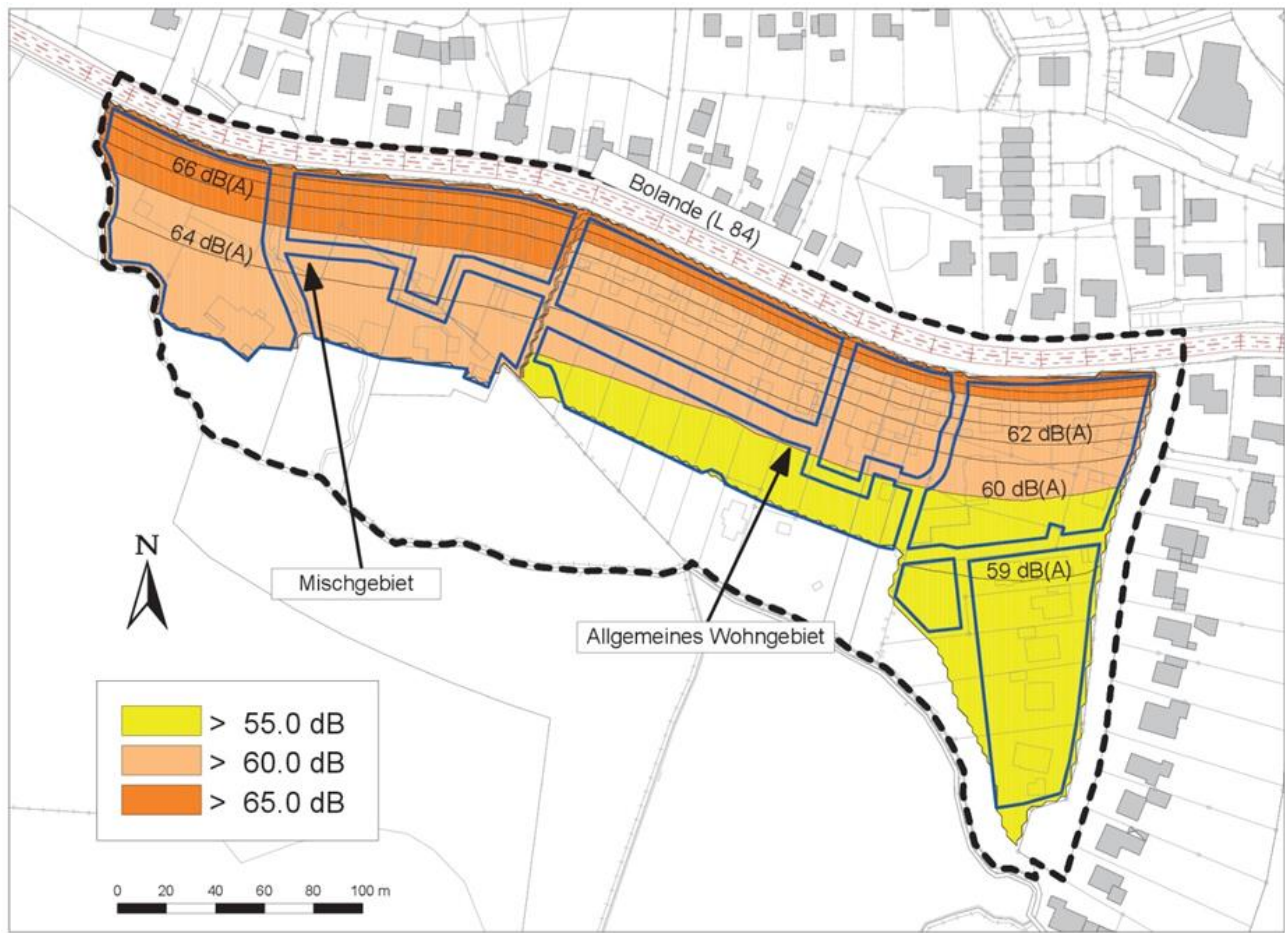 66 dB(A)
64 dB(A)
Bolande (L 84)
62 dB(A)
60 dB(A)
59 dB(A)
N
Mischgebiet
Allgemeines Wohngebiet
> 55.0 dB
> 60.0 dB
> 65.0 dB
0 20 40 60 80 100 m